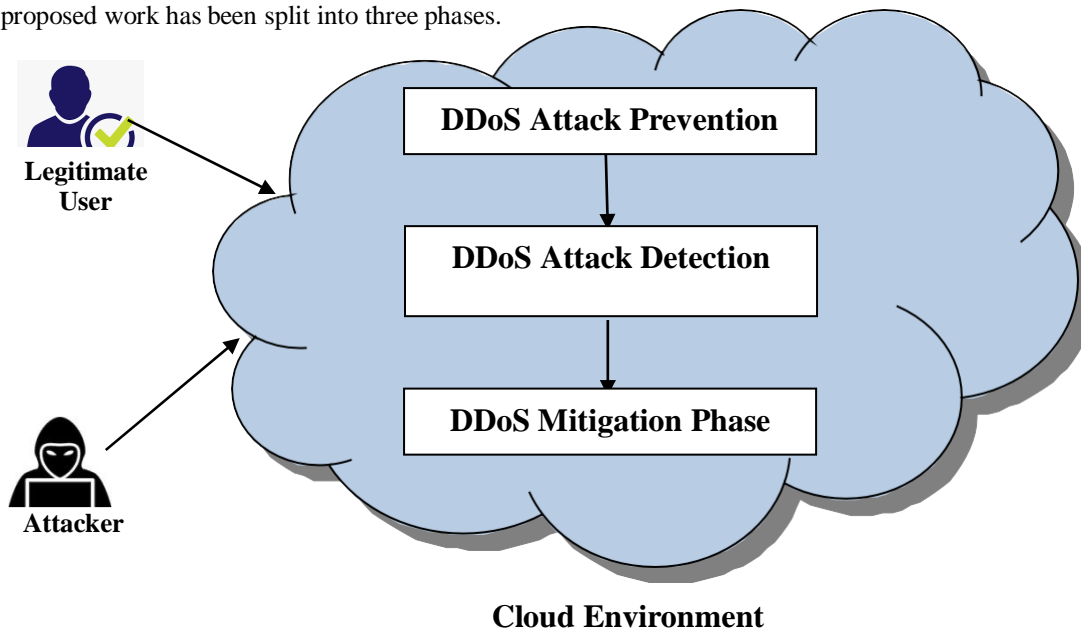 proposed work has been split into three phases.
DDoS Attack Prevention
Legitimate
User
DDoS Attack Detection
DDoS Mitigation Phase
Attacker
Cloud Environment